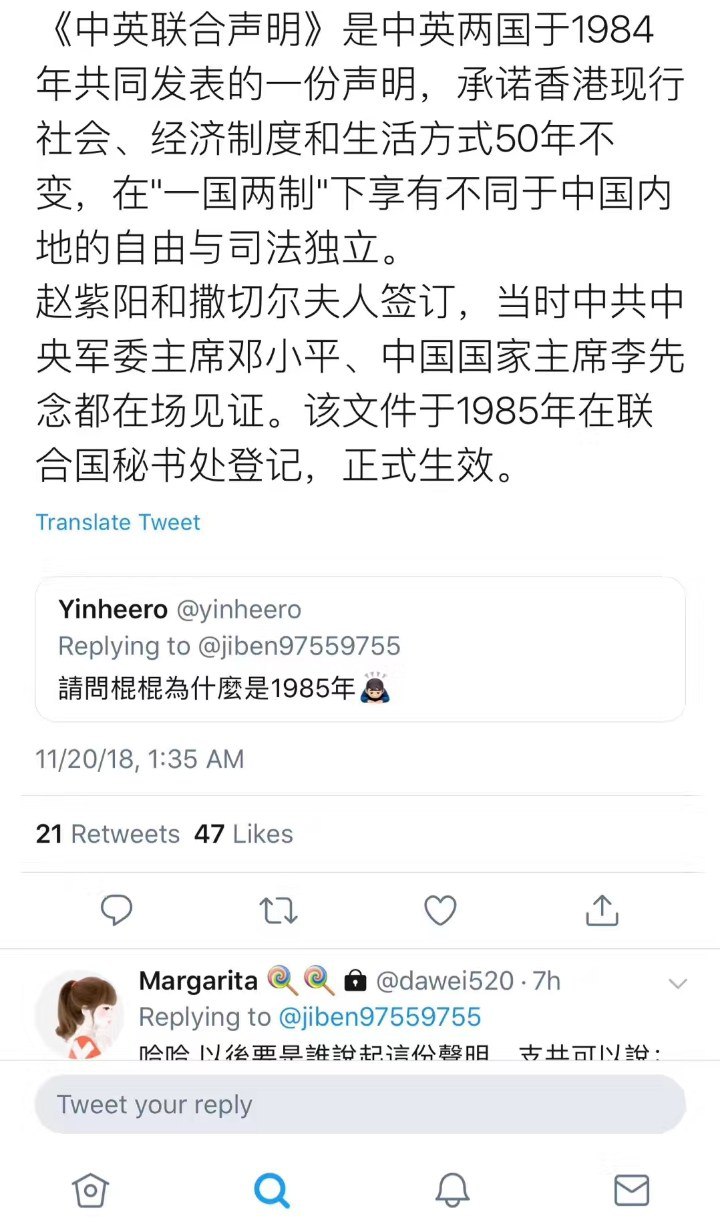 《中英联合声明》是中英两国于1984
年共同发表的一份声明，承诺香港现行
社会、经济制度和生活方式50年不
变，在"一国两制"下享有不同于中国内
地的自由与司法独立。
赵紫阳和撒切尔夫人签订，当时中共中
央军委主席邓小平、中国国家主席李先
念都在场见证。该文件于1985年在联
合国秘书处登记，正式生效。
Translate Tweet
Yinheero @yinheero
Replying to @jiben97559755
請問棍棍為什麼是1985年🙇
11/20/18, 1:35 AM
21 Retweets 47 Likes
Margarita 🍭🍭 @dawei520 · 7h
Replying to @jiben97559755
哈哈 以後要是誰說起這份聲明，支共可以說：
Tweet your reply